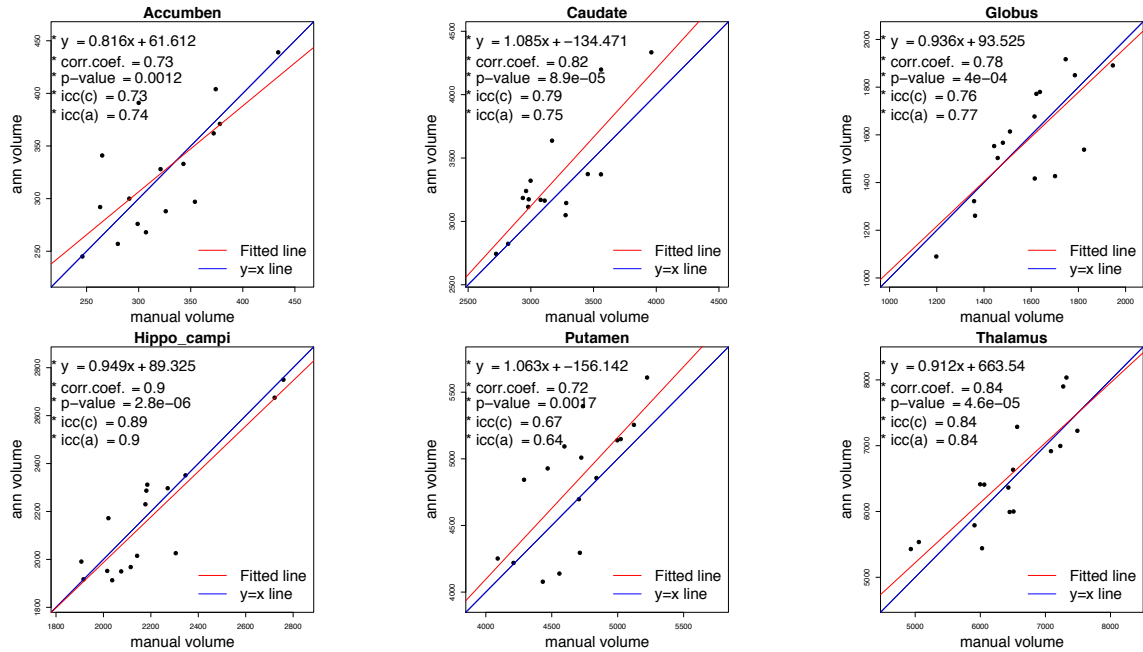 Accumben
* y = 0.816x + 61.612
* corr.coef. = 0.73
* p-value = 0.0012
* icc(c) = 0.73
* icc(a) = 0.74
Fitted line
y=x line
ann volume
250 300 350 400 450
250 300 350 400 450
manual volume
Caudate
* y = 1.085x + -134.471
* corr.coef. = 0.82
* p-value = 8.9e-05
* icc(c) = 0.79
* icc(a) = 0.75
Fitted line
y=x line
ann volume
2500 3000 3500 4000 4500
2500 3000 3500 4000 4500
manual volume
Globus
* y = 0.936x + 93.525
* corr.coef. = 0.78
* p-value = 4e-04
* icc(c) = 0.76
* icc(a) = 0.77
Fitted line
y=x line
ann volume
1000 1200 1400 1600 1800 2000
1000 1200 1400 1600 1800 2000
manual volume
Hippo_campi
* y = 0.949x + 89.325
* corr.coef. = 0.9
* p-value = 2.8e-06
* icc(c) = 0.89
* icc(a) = 0.9
Fitted line
y=x line
ann volume
1800 2000 2200 2400 2600 2800
1800 2000 2200 2400 2600 2800
manual volume
Putamen
* y = 1.063x + -156.142
* corr.coef. = 0.72
* p-value = 0.0017
* icc(c) = 0.67
* icc(a) = 0.64
Fitted line
y=x line
ann volume
4000 4500 5000 5500
4000 4500 5000 5500
manual volume
Thalamus
* y = 0.912x + 663.54
* corr.coef. = 0.84
* p-value = 4.6e-05
* icc(c) = 0.84
* icc(a) = 0.84
Fitted line
y=x line
ann volume
5000 6000 7000 8000
5000 6000 7000 8000
manual volume